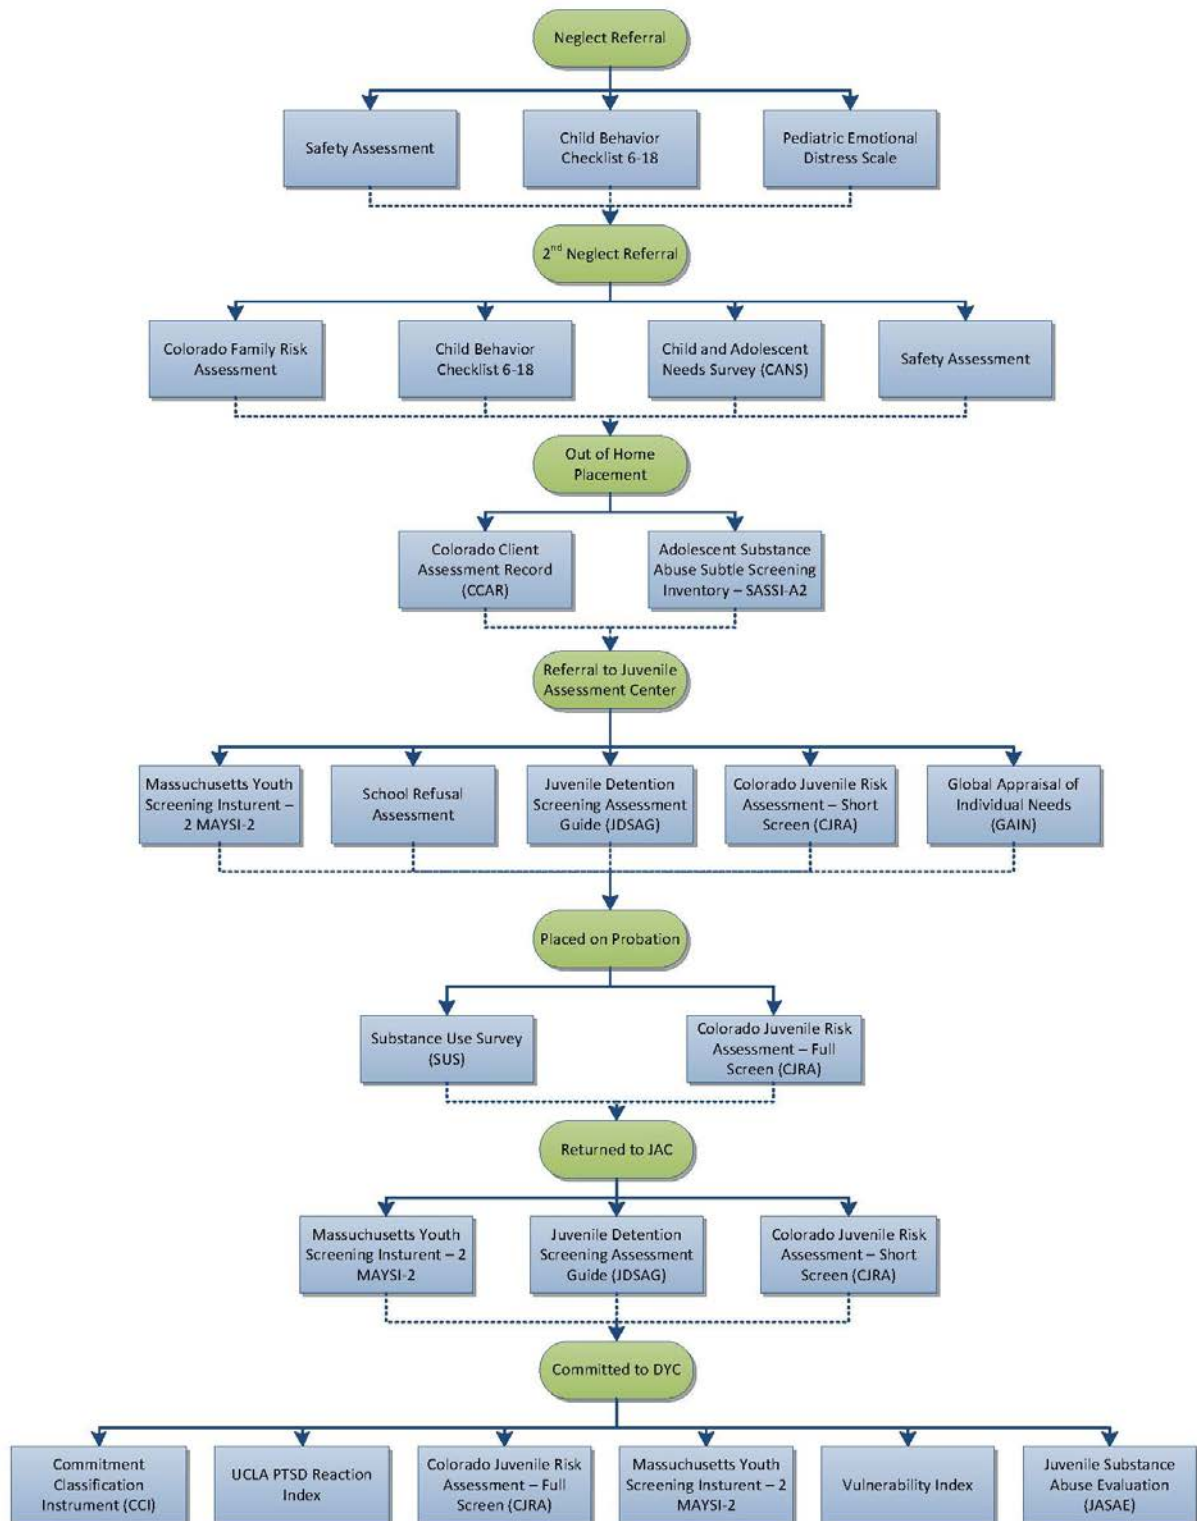 Neglect Referral
Safety Assessment
Child Behavior
Checklist 6-18
Pediatric Emotional
Distress Scale
2nd Neglect Referral
Colorado Family Risk
Assessment
Child Behavior
Checklist 6-18
Child and Adolescent
Needs Survey (CANS)
Safety Assessment
Out of Home
Placement
Colorado Client
Assessment Record
(CCAR)
Adolescent Substance
Abuse Subtle Screening
Inventory – SASSI-A2
Referral to Juvenile
Assessment Center
Massachusetts Youth
Screening Insturent –
2 MAYSI-2
School Refusal
Assessment
Juvenile Detention
Screening Assessment
Guide (JDSAG)
Colorado Juvenile Risk
Assessment – Short
Screen (CJRA)
Global Appraisal of
Individual Needs
(GAIN)
Placed on Probation
Substance Use Survey
(SUS)
Colorado Juvenile Risk
Assessment – Full
Screen (CJRA)
Returned to JAC
Massachusetts Youth
Screening Insturent – 2
MAYSI-2
Juvenile Detention
Screening Assessment
Guide (JDSAG)
Colorado Juvenile Risk
Assessment – Short
Screen (CJRA)
Committed to DYC
Commitment
Classification
Instrument (CCI)
UCLA PTSD Reaction
Index
Colorado Juvenile Risk
Assessment – Full
Screen (CJRA)
Massachusetts Youth
Screening Insturent – 2
MAYSI-2
Vulnerability Index
Juvenile Substance
Abuse Evaluation
(JASAE)